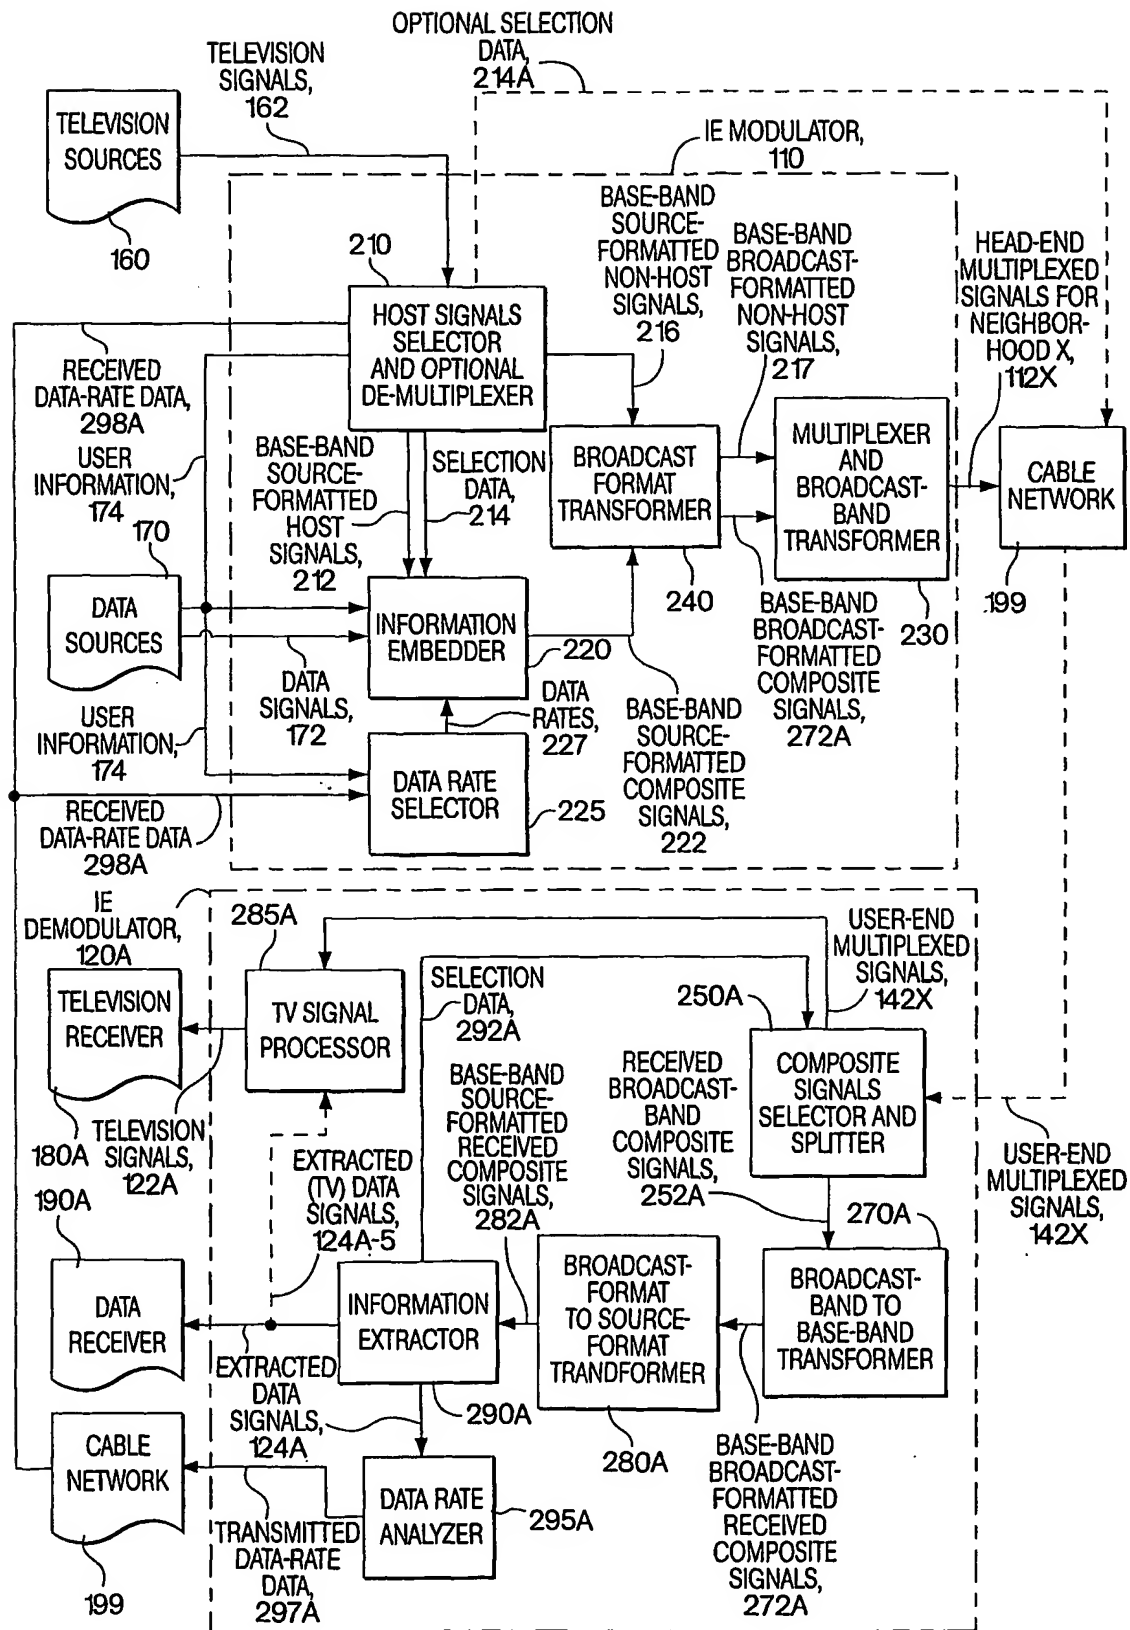 OPTIONAL SELECTION
DATA,
214A
TELEVISION
SIGNALS,
162
TELEVISION
SOURCES
160
IE MODULATOR,
110
210
HOST SIGNALS
SELECTOR
AND OPTIONAL
DE-MULTIPLEXER
BASE-BAND
SOURCE-
FORMATTED
NON-HOST
SIGNALS,
216
BASE-BAND
BROADCAST-
FORMATTED
NON-HOST
SIGNALS,
217
HEAD-END
MULTIPLEXED
SIGNALS FOR
NEIGHBOR-
HOOD X,
112X
RECEIVED
DATA-RATE DATA,
298A
USER
INFORMATION,
174
BASE-BAND
SOURCE-
FORMATTED
HOST
SIGNALS,
212
SELECTION
DATA,
214
BROADCAST
FORMAT
TRANSFORMER
240
MULTIPLEXER
AND
BROADCAST-
BAND
TRANSFORMER
230
CABLE
NETWORK
199
170
DATA
SOURCES
INFORMATION
EMBEDDER
220
DATA
SIGNALS,
172
DATA
RATES,
227
BASE-BAND
SOURCE-
FORMATTED
COMPOSITE
SIGNALS,
222
BASE-BAND
BROADCAST-
FORMATTED
COMPOSITE
SIGNALS,
272A
USER
INFORMATION,
174
DATA RATE
SELECTOR
225
RECEIVED
DATA-RATE DATA
298A
IE
DEMODULATOR,
120A
285A
TV SIGNAL
PROCESSOR
TELEVISION
RECEIVER
180A
TELEVISION
SIGNALS,
122A
SELECTION
DATA,
292A
USER-END
MULTIPLEXED
SIGNALS,
142X
250A
COMPOSITE
SIGNALS
SELECTOR AND
SPLITTER
USER-END
MULTIPLEXED
SIGNALS,
142X
RECEIVED
BROADCAST-
BAND
COMPOSITE
SIGNALS,
252A
BASE-BAND
SOURCE-
FORMATTED
RECEIVED
COMPOSITE
SIGNALS,
282A
EXTRACTED
(TV) DATA
SIGNALS,
124A-5
190A
DATA
RECEIVER
INFORMATION
EXTRACTOR
290A
BROADCAST-
FORMAT
TO SOURCE-
FORMAT
TRANDFORMER
280A
270A
BROADCAST-
BAND TO
BASE-BAND
TRANSFORMER
EXTRACTED
DATA
SIGNALS,
124A
CABLE
NETWORK
199
TRANSMITTED
DATA-RATE
DATA,
297A
DATA RATE
ANALYZER
295A
BASE-BAND
BROADCAST-
FORMATTED
RECEIVED
COMPOSITE
SIGNALS,
272A